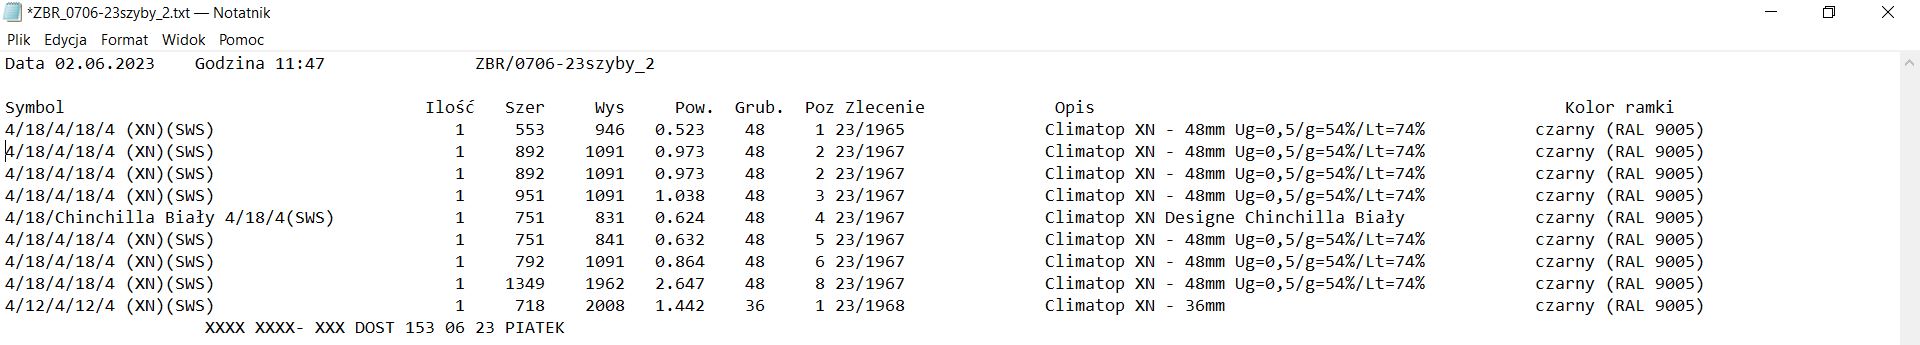 *ZBR_0706-23szyby_2.txt — Notatnik
Plik Edycja Format Widok Pomoc
Data 02.06.2023 Godzina 11:47 ZBR/0706-23szyby_2
Symbol Ilość Szer Wys Pow. Grub. Poz Zlecenie Opis Kolor ramki
4/18/4/18/4 (XN)(SWS) 1 553 946 0.523 48 1 23/1965 Climatop XN - 48mm Ug=0,5/g=54%/Lt=74% czarny (RAL 9005)
4/18/4/18/4 (XN)(SWS) 1 892 1091 0.973 48 2 23/1967 Climatop XN - 48mm Ug=0,5/g=54%/Lt=74% czarny (RAL 9005)
4/18/4/18/4 (XN)(SWS) 1 892 1091 0.973 48 2 23/1967 Climatop XN - 48mm Ug=0,5/g=54%/Lt=74% czarny (RAL 9005)
4/18/4/18/4 (XN)(SWS) 1 951 1091 1.038 48 3 23/1967 Climatop XN - 48mm Ug=0,5/g=54%/Lt=74% czarny (RAL 9005)
4/18/Chinchilla Biały 4/18/4(SWS) 1 751 831 0.624 48 4 23/1967 Climatop XN Designe Chinchilla Biały czarny (RAL 9005)
4/18/4/18/4 (XN)(SWS) 1 751 841 0.632 48 5 23/1967 Climatop XN - 48mm Ug=0,5/g=54%/Lt=74% czarny (RAL 9005)
4/18/4/18/4 (XN)(SWS) 1 792 1091 0.864 48 6 23/1967 Climatop XN - 48mm Ug=0,5/g=54%/Lt=74% czarny (RAL 9005)
4/18/4/18/4 (XN)(SWS) 1 1349 1962 2.647 48 8 23/1967 Climatop XN - 48mm Ug=0,5/g=54%/Lt=74% czarny (RAL 9005)
4/12/4/12/4 (XN)(SWS) 1 718 2008 1.442 36 1 23/1968 Climatop XN - 36mm czarny (RAL 9005)
XXXX XXXX- XXX DOST 153 06 23 PIATEK